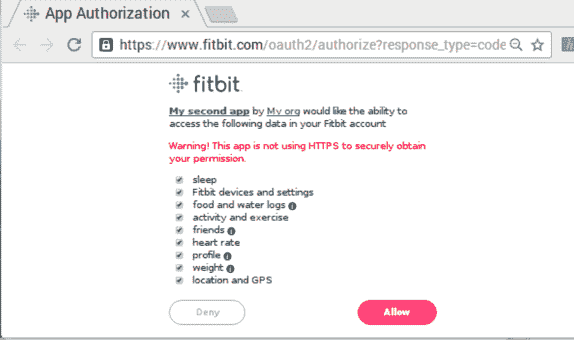 App Authorization
https://www.fitbit.com/oauth2/authorize?response_type=code
fitbit
My second app by My org would like the ability to
access the following data in your Fitbit account
Warning! This app is not using HTTPS to securely obtain
your permission.
sleep
Fitbit devices and settings
food and water logs
activity and exercise
friends
heart rate
profile
weight
location and GPS
Deny Allow